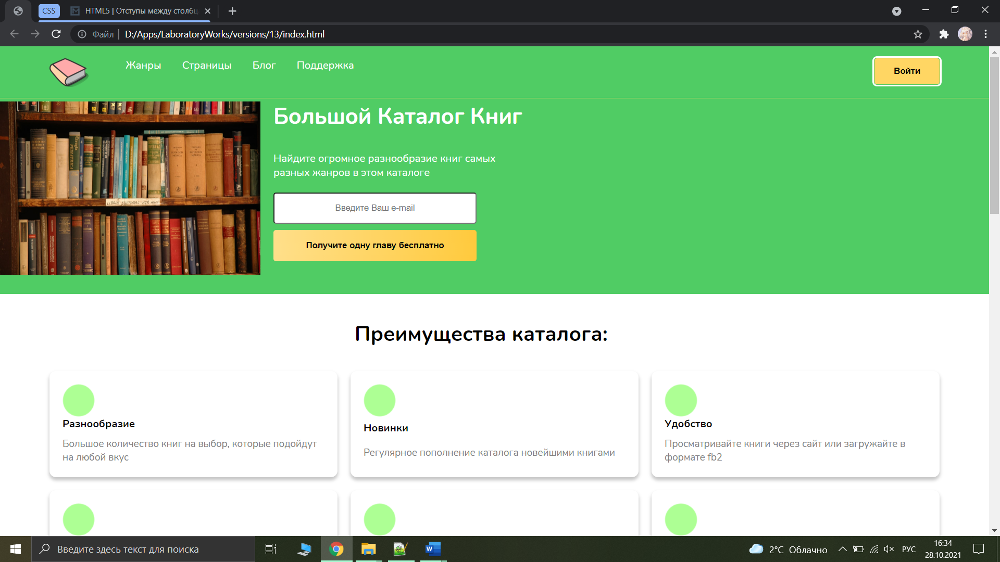 CSS
HTML5 | Отступы между столбц
Файл
D:/Apps/LaboratoryWorks/versions/13/index.html
Жанры
Страницы
Блог
Поддержка
Войти
Большой Каталог Книг
Найдите огромное разнообразие книг самых
разных жанров в этом каталоге
Введите Ваш e-mail
Получите одну главу бесплатно
Преимущества каталога:
Разнообразие
Большое количество книг на выбор, которые подойдут
на любой вкус
Новинки
Регулярное пополнение каталога новейшими книгами
Удобство
Просматривайте книги через сайт или загружайте в
формате fb2
Введите здесь текст для поиска
2°C Облачно
РУС
16:34
28.10.2021